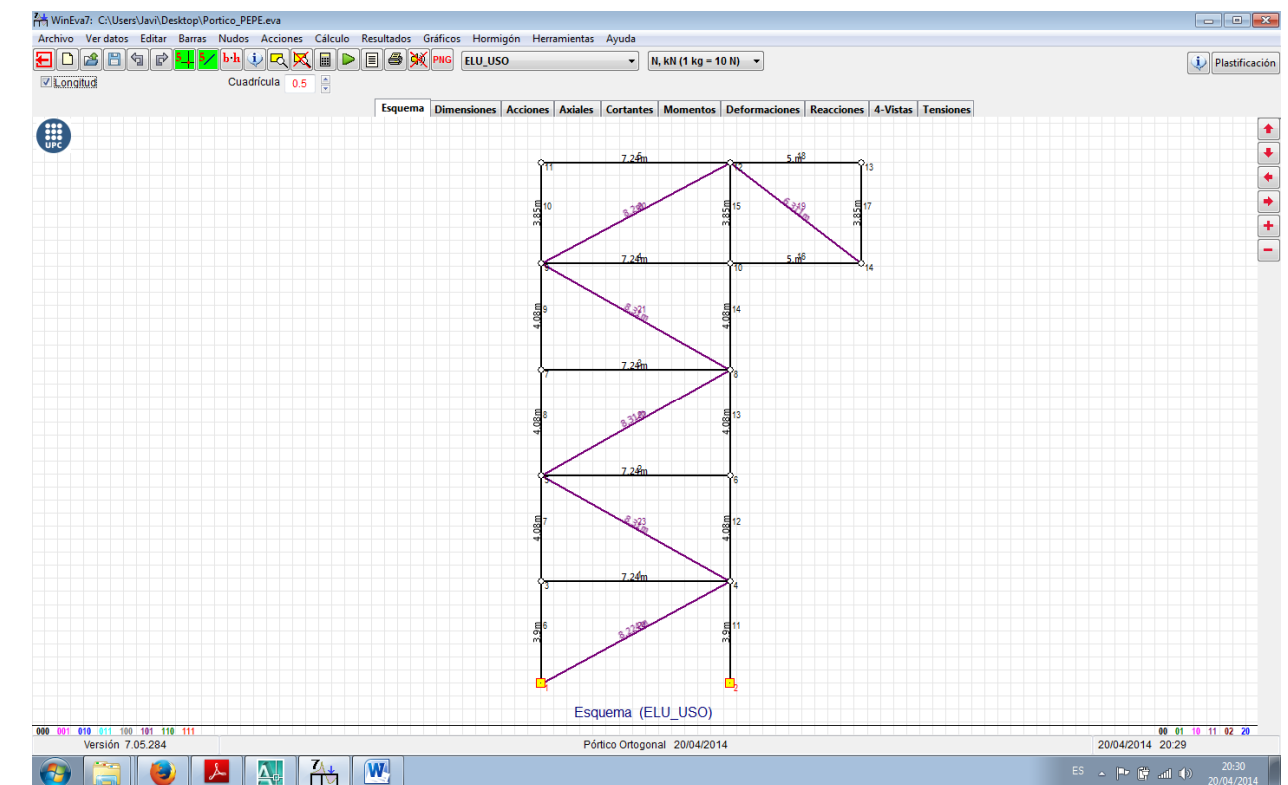 WinEva7: C:\Users\Javi\Desktop\Portico_PEPE.eva
Archivo Ver datos Editar Barras Nudos Acciones Cálculo Resultados Gráficos Hormigón Herramientas Ayuda
b·h PNG ELU_USO N, kN (1 kg = 10 N) Plastificación
Longitud Cuadrícula 0.5
Esquema Dimensiones Acciones Axiales Cortantes Momentos Deformaciones Reacciones 4-Vistas Tensiones
UPC
7.24m 5.m 18
11 13
3.85m 10 3.85m 15 3.85m 17
7.24m 5.m 16
10 14
4.08m 9 4.08m 14
7.24m
7 8
4.08m 8 4.08m 13
7.24m
6
4.08m 7 4.08m 12
7.24m
3 4
3.9m 6 3.9m 11
1 2
Esquema (ELU_USO)
000 001 010 011 100 101 110 111 00 01 10 11 02 20
Versión 7.05.284 Pórtico Ortogonal 20/04/2014 20/04/2014 20:29
ES 20:30
20/04/2014